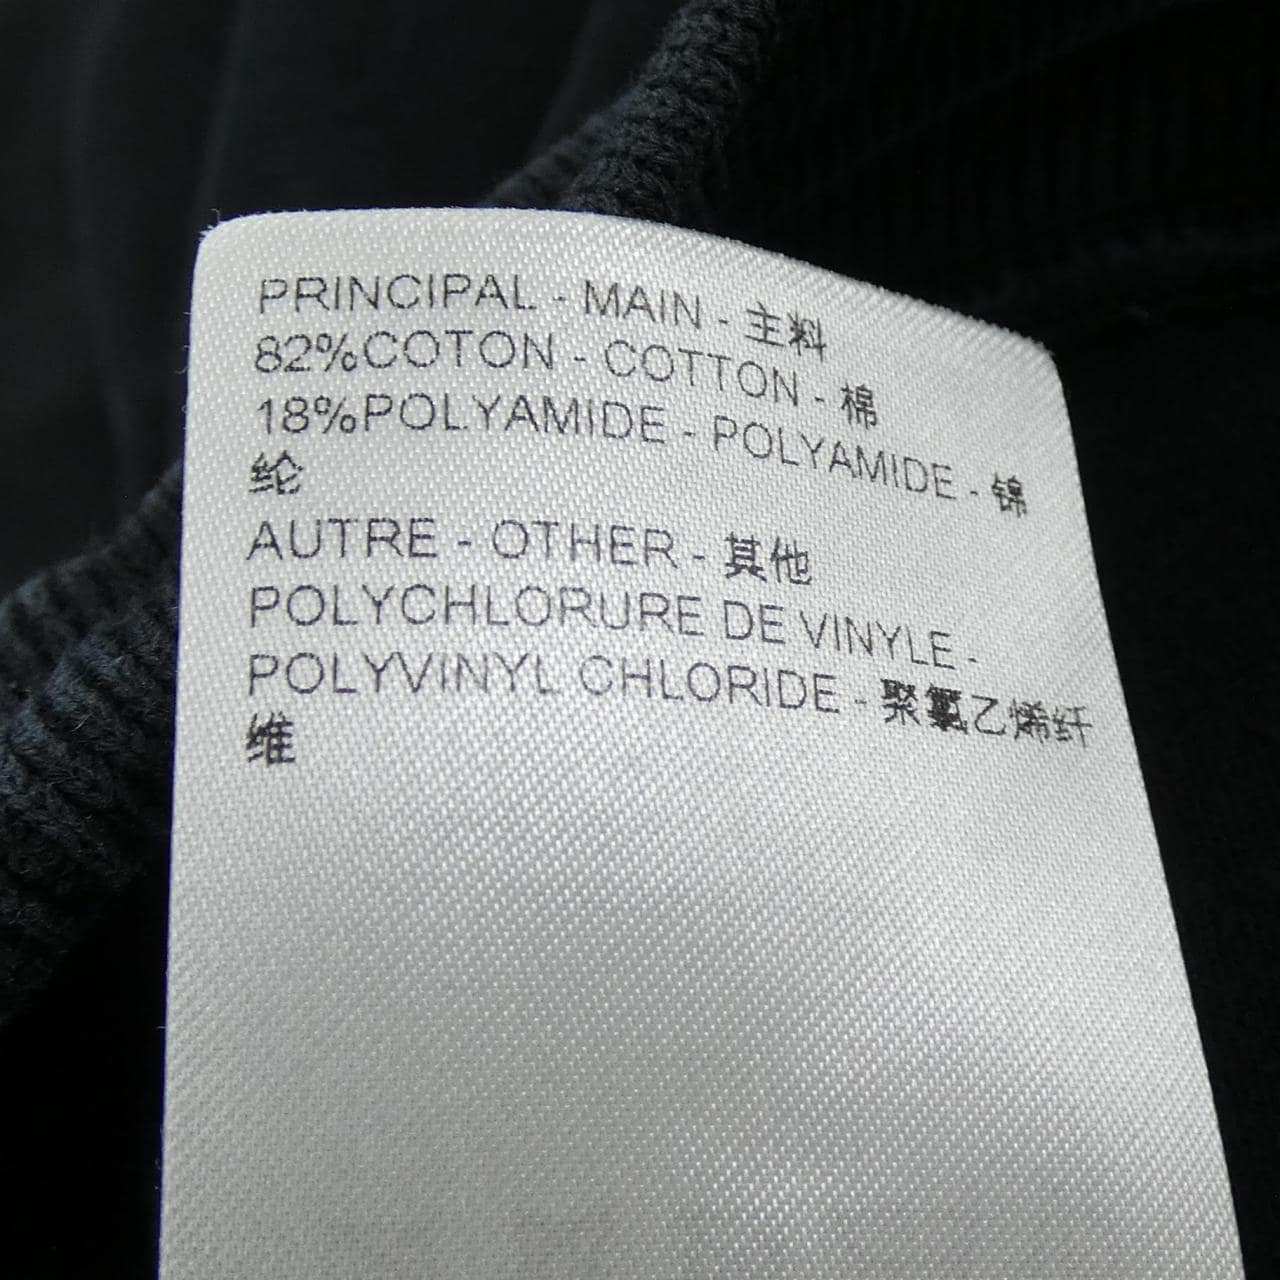 PRINCIPAL - MAIN - 主料
82%COTON - COTTON - 棉
18%POLYAMIDE - POLYAMIDE - 锦
纶
AUTRE - OTHER - 其他
POLYCHLORURE DE VINYLE -
POLYVINYL CHLORIDE - 聚氯乙烯纤
维